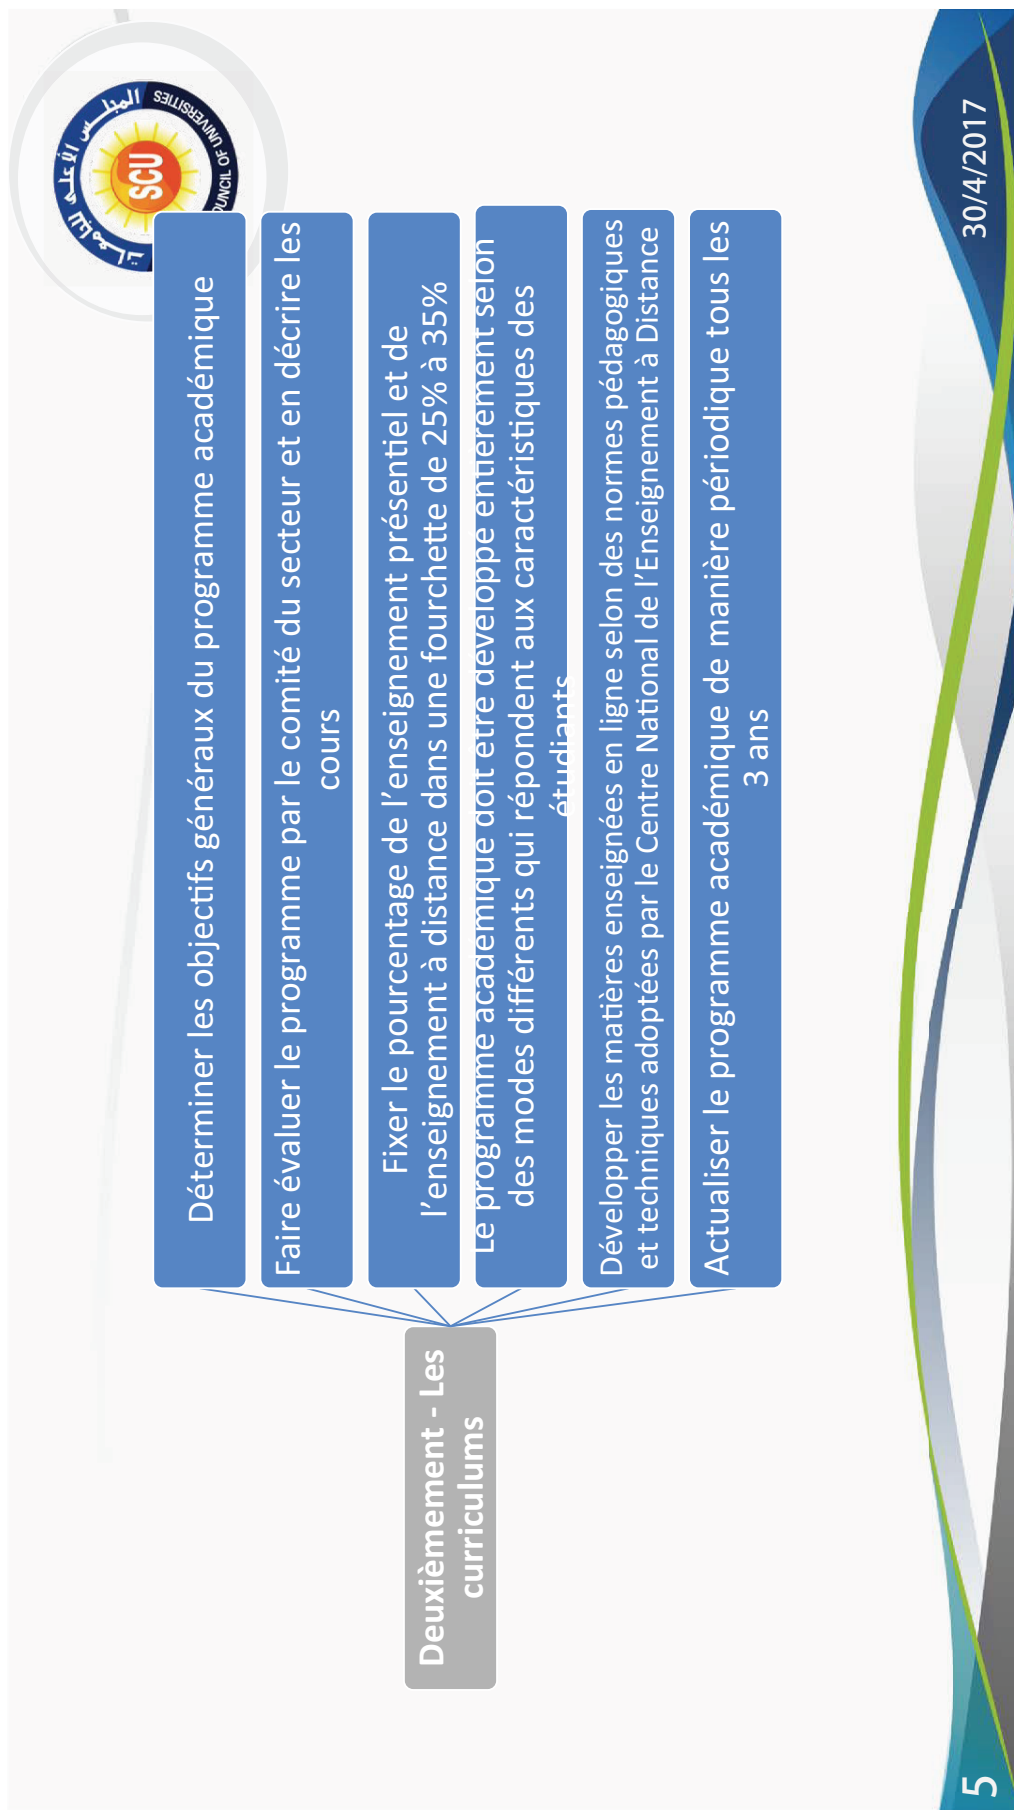 المجلس الأعلى للجامعات
COUNCIL OF UNIVERSITIES
SCU
Deuxièmement - Les
curriculums
Déterminer les objectifs généraux du programme académique
Faire évaluer le programme par le comité du secteur et en décrire les
cours
Fixer le pourcentage de l’enseignement présentiel et de
l’enseignement à distance dans une fourchette de 25% à 35%
Le programme académique doit être développé entièrement selon
des modes différents qui répondent aux caractéristiques des
étudiants
Développer les matières enseignées en ligne selon des normes pédagogiques
et techniques adoptées par le Centre National de l’Enseignement à Distance
Actualiser le programme académique de manière périodique tous les
3 ans
5
30/4/2017